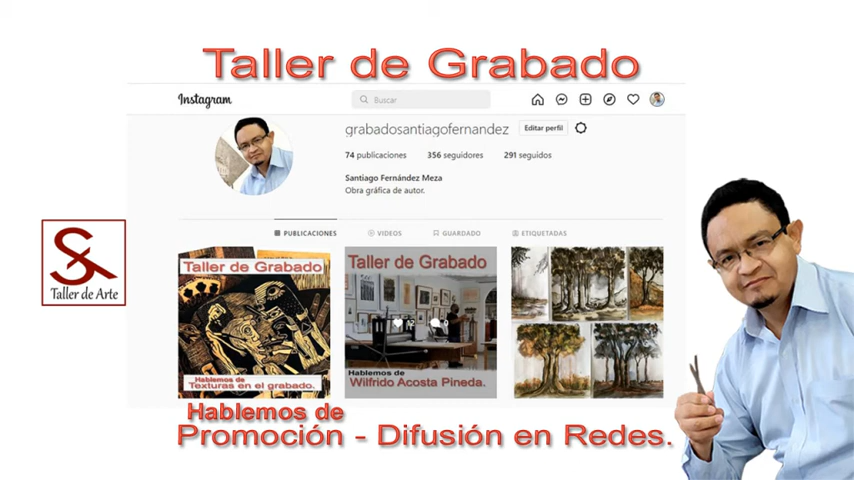 Taller de Grabado
Instagram
Buscar
grabadosantiagofernandez
Editar perfil
74 publicaciones
356 seguidores
291 seguidos
Santiago Fernández Meza
Obra gráfica de autor.
PUBLICACIONES
VIDEOS
GUARDADO
ETIQUETADAS
Taller de Arte
Taller de Grabado
Hablemos de
Texturas en el grabado.
Taller de Grabado
12
Hablemos de
Wilfrido Acosta Pineda.
Hablemos de
Promoción - Difusión en Redes.